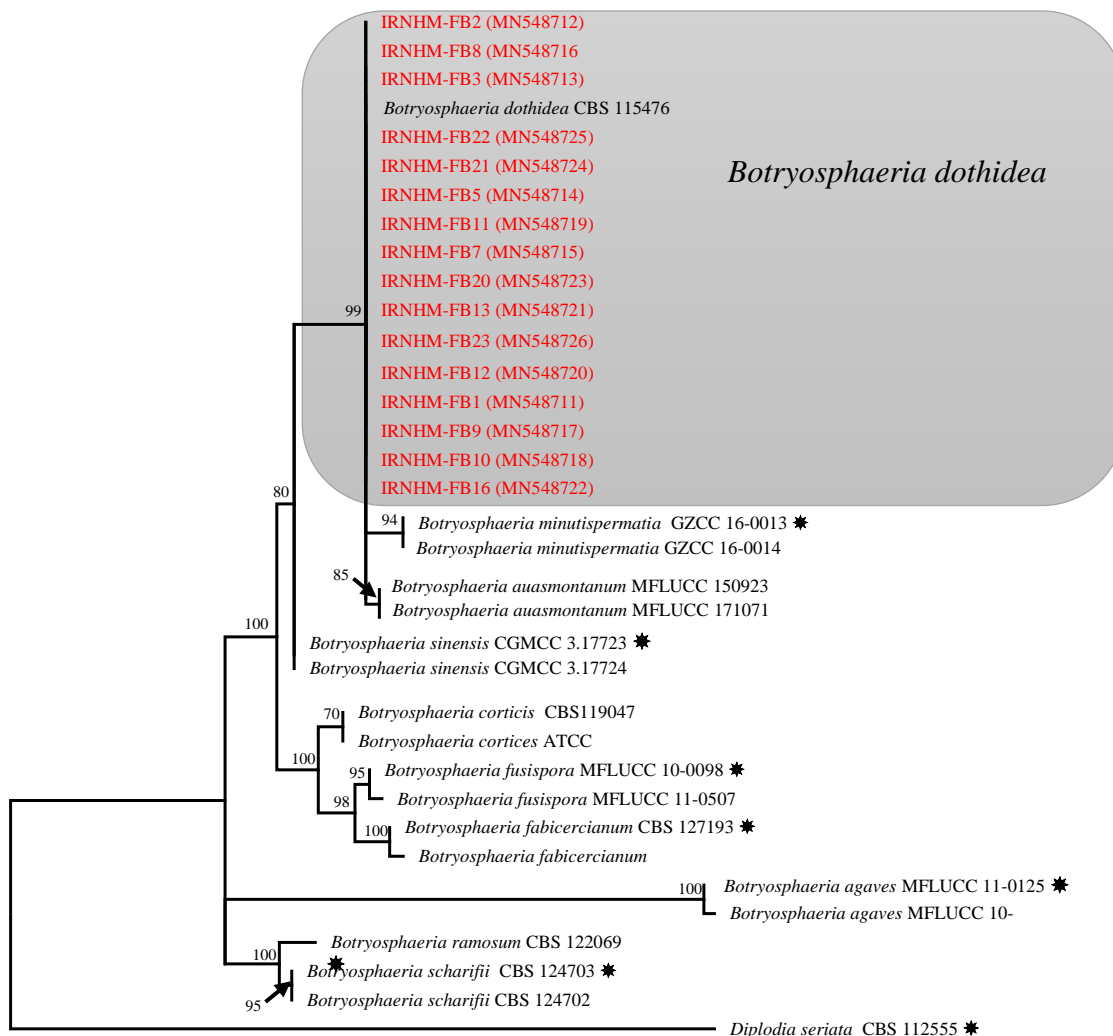 IRNHM-FB2 (MN548712)
IRNHM-FB8 (MN548716
IRNHM-FB3 (MN548713)
Botryosphaeria dothidea CBS 115476
IRNHM-FB22 (MN548725)
IRNHM-FB21 (MN548724)
Botryosphaeria dothidea
IRNHM-FB5 (MN548714)
IRNHM-FB11 (MN548719)
IRNHM-FB7 (MN548715)
IRNHM-FB20 (MN548723)
99
IRNHM-FB13 (MN548721)
IRNHM-FB23 (MN548726)
IRNHM-FB12 (MN548720)
IRNHM-FB1 (MN548711)
IRNHM-FB9 (MN548717)
IRNHM-FB10 (MN548718)
IRNHM-FB16 (MN548722)
80
94
Botryosphaeria minutispermatia GZCC 16-0013
Botryosphaeria minutispermatia GZCC 16-0014
85
Botryosphaeria auasmontanum MFLUCC 150923
Botryosphaeria auasmontanum MFLUCC 171071
100
Botryosphaeria sinensis CGMCC 3.17723
Botryosphaeria sinensis CGMCC 3.17724
70
Botryosphaeria corticis CBS119047
Botryosphaeria cortices ATCC
100
95
Botryosphaeria fusispora MFLUCC 10-0098
Botryosphaeria fusispora MFLUCC 11-0507
98
100
Botryosphaeria fabicercianum CBS 127193
Botryosphaeria fabicercianum
100
Botryosphaeria agaves MFLUCC 11-0125
Botryosphaeria agaves MFLUCC 10-
Botryosphaeria ramosum CBS 122069
100
Botryosphaeria scharifii CBS 124703
95
Botryosphaeria scharifii CBS 124702
Diplodia seriata CBS 112555